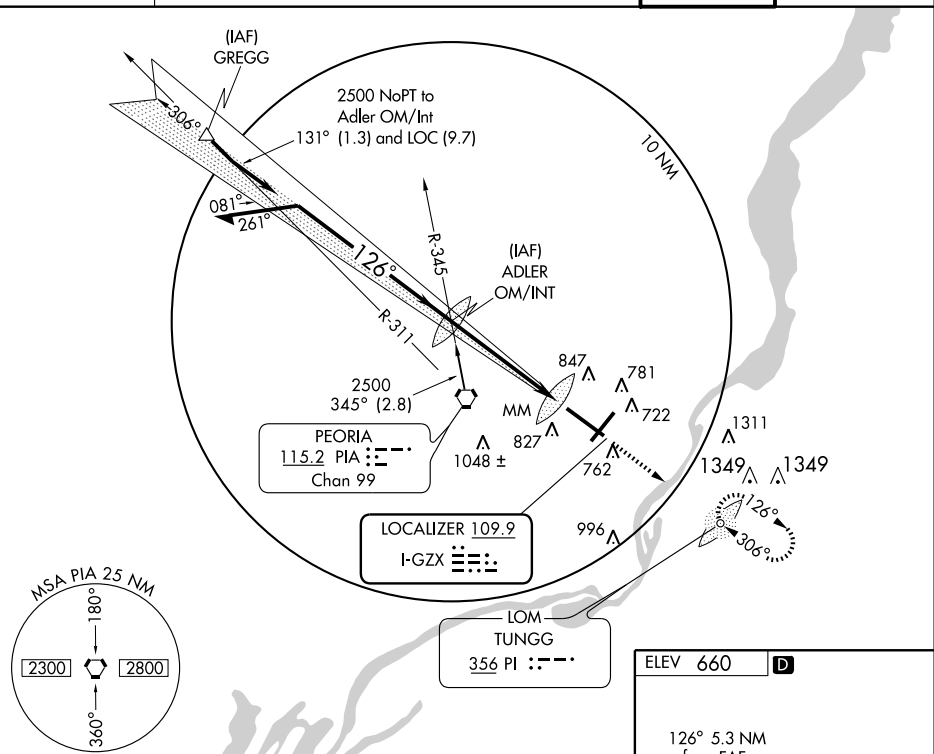 (IAF)
GREGG
2500 NoPT to
Adler OM/Int
131° (1.3) and LOC (9.7)
306°
10 NM
081°
261°
126°
R-345
(IAF)
ADLER
OM/INT
R-311
2500
345° (2.8)
847
781
722
MM
827
1048 ±
762
1311
1349
1349
PEORIA
115.2 PIA
Chan 99
LOCALIZER 109.9
I-GZX
996
126°
306°
LOM
TUNGG
356 PI
MSA PIA 25 NM
180°
2300
2800
360°
ELEV 660 D
126° 5.3 NM